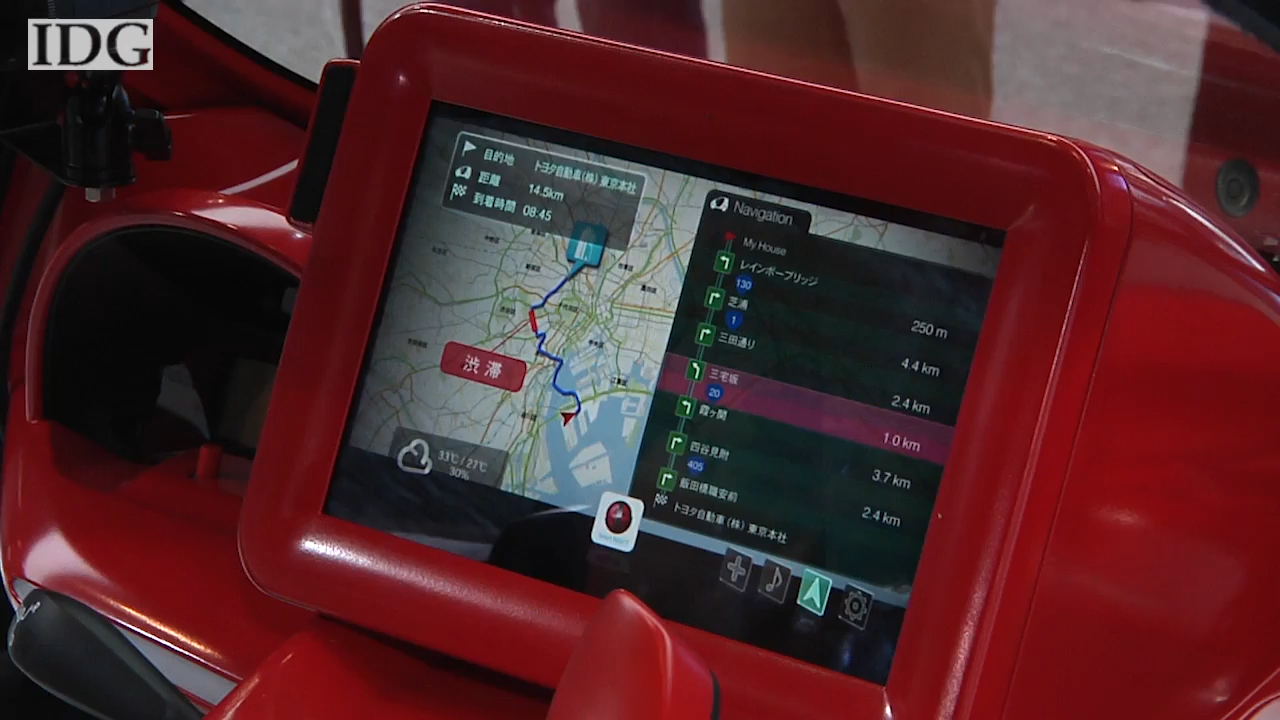 IDG
目的地 トヨタ自動車(株) 東京本社
距離 14.5km
到着時間 08:45
渋滞
33℃ / 27℃
30%
Navigation
My House
レインボーブリッジ
130
250 m
芝浦
1
4.4 km
三田通り
2.4 km
三宅坂
20
1.0 km
霞ヶ関
3.7 km
四谷見附
405
2.4 km
飯田橋職安前
トヨタ自動車(株) 東京本社